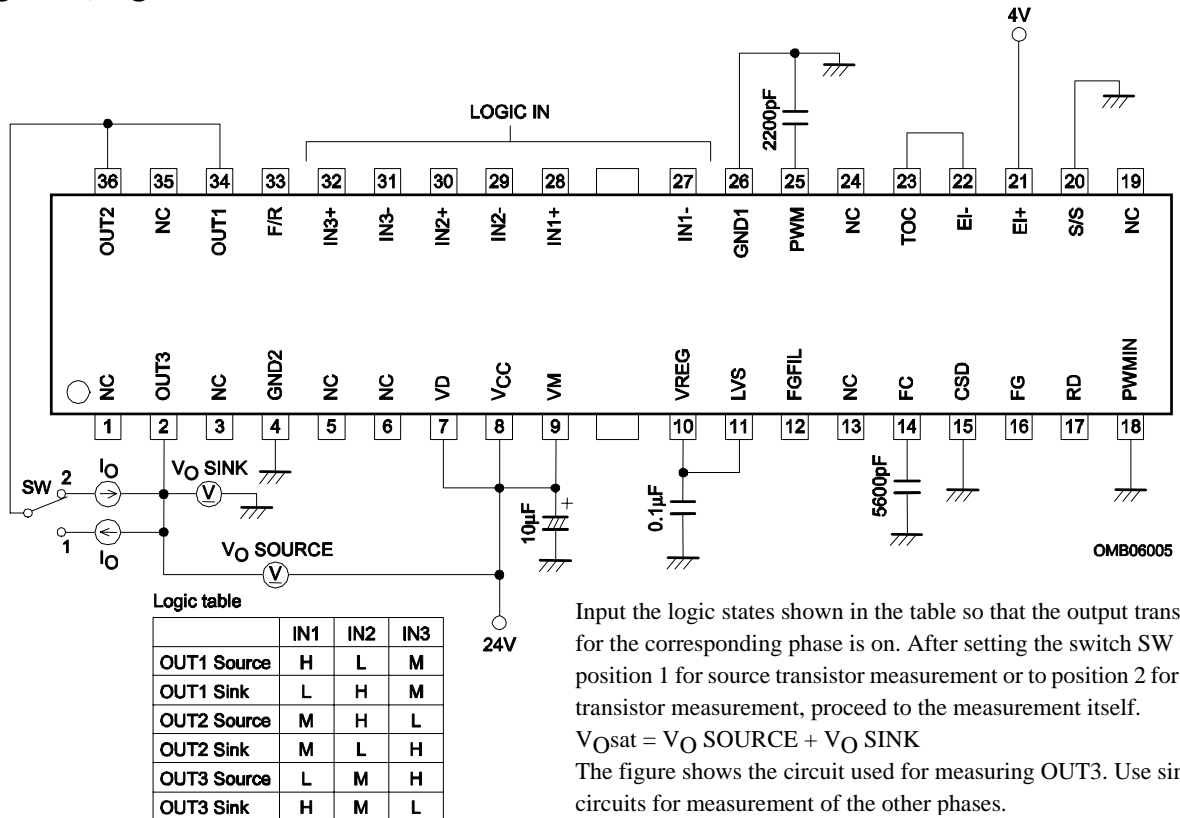 4V
LOGIC IN
2200pF
36 35 34 33 32 31 30 29 28 27 26 25 24 23 22 21 20 19
OUT2 NC OUT1 F/R IN3+ IN3- IN2+ IN2- IN1+ IN1- GND1 PWM NC TOC EI- EI+ S/S NC
NC OUT3 NC GND2 NC NC VD VCC VM VREG LVS FGFIL NC FC CSD FG RD PWMIN
1 2 3 4 5 6 7 8 9 10 11 12 13 14 15 16 17 18
SW 2 IO VO SINK V
1 IO VO SOURCE V
10µF + 0.1µF 5600pF
OMB06005
24V
Logic table
IN1 IN2 IN3
OUT1 Source H L M
OUT1 Sink L H M
OUT2 Source M H L
OUT2 Sink M L H
OUT3 Source L M H
OUT3 Sink H M L
Input the logic states shown in the table so that the output trans
for the corresponding phase is on. After setting the switch SW
position 1 for source transistor measurement or to position 2 for
transistor measurement, proceed to the measurement itself.
VOsat = VO SOURCE + VO SINK
The figure shows the circuit used for measuring OUT3. Use sin
circuits for measurement of the other phases.